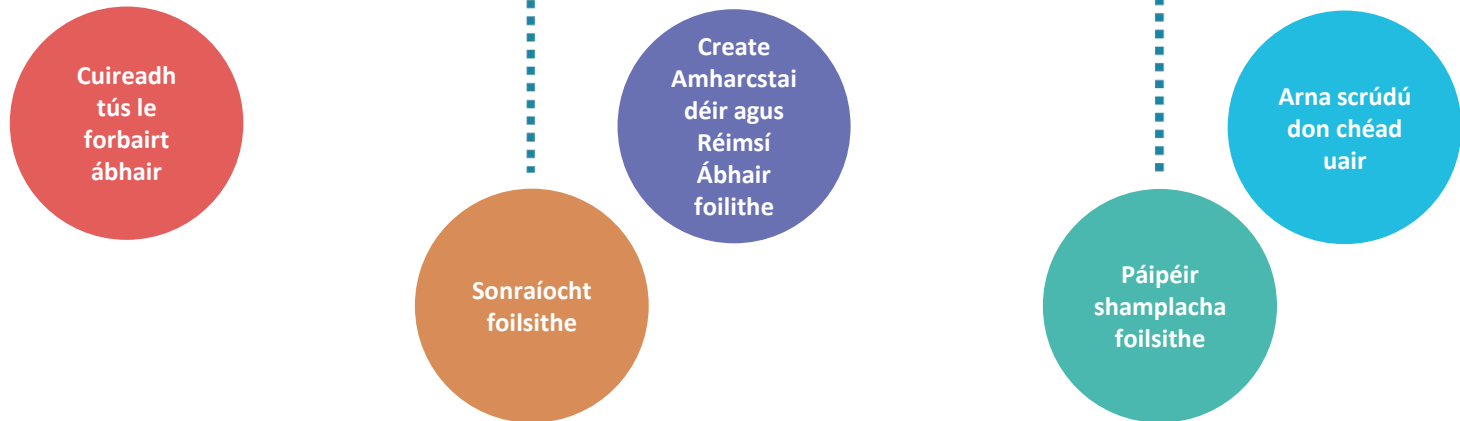 Cuireadh
tús le
forbairt
ábhair
Sonraíocht
foilsithe
Create
Amharcstai
déir agus
Réimsí
Ábhair
foilithe
Páipéir
shamplacha
foilsithe
Arna scrúdú
don chéad
uair